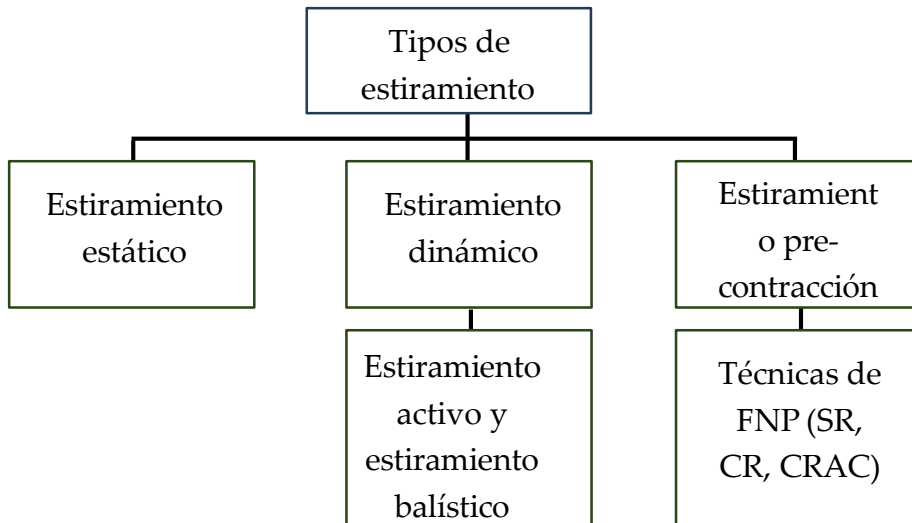 Tipos de
estiramiento
Estiramiento
estático
Estiramiento
dinámico
Estiramient
o pre-
contracción
Estiramiento
activo y
estiramiento
balístico
Técnicas de
FNP (SR,
CR, CRAC)